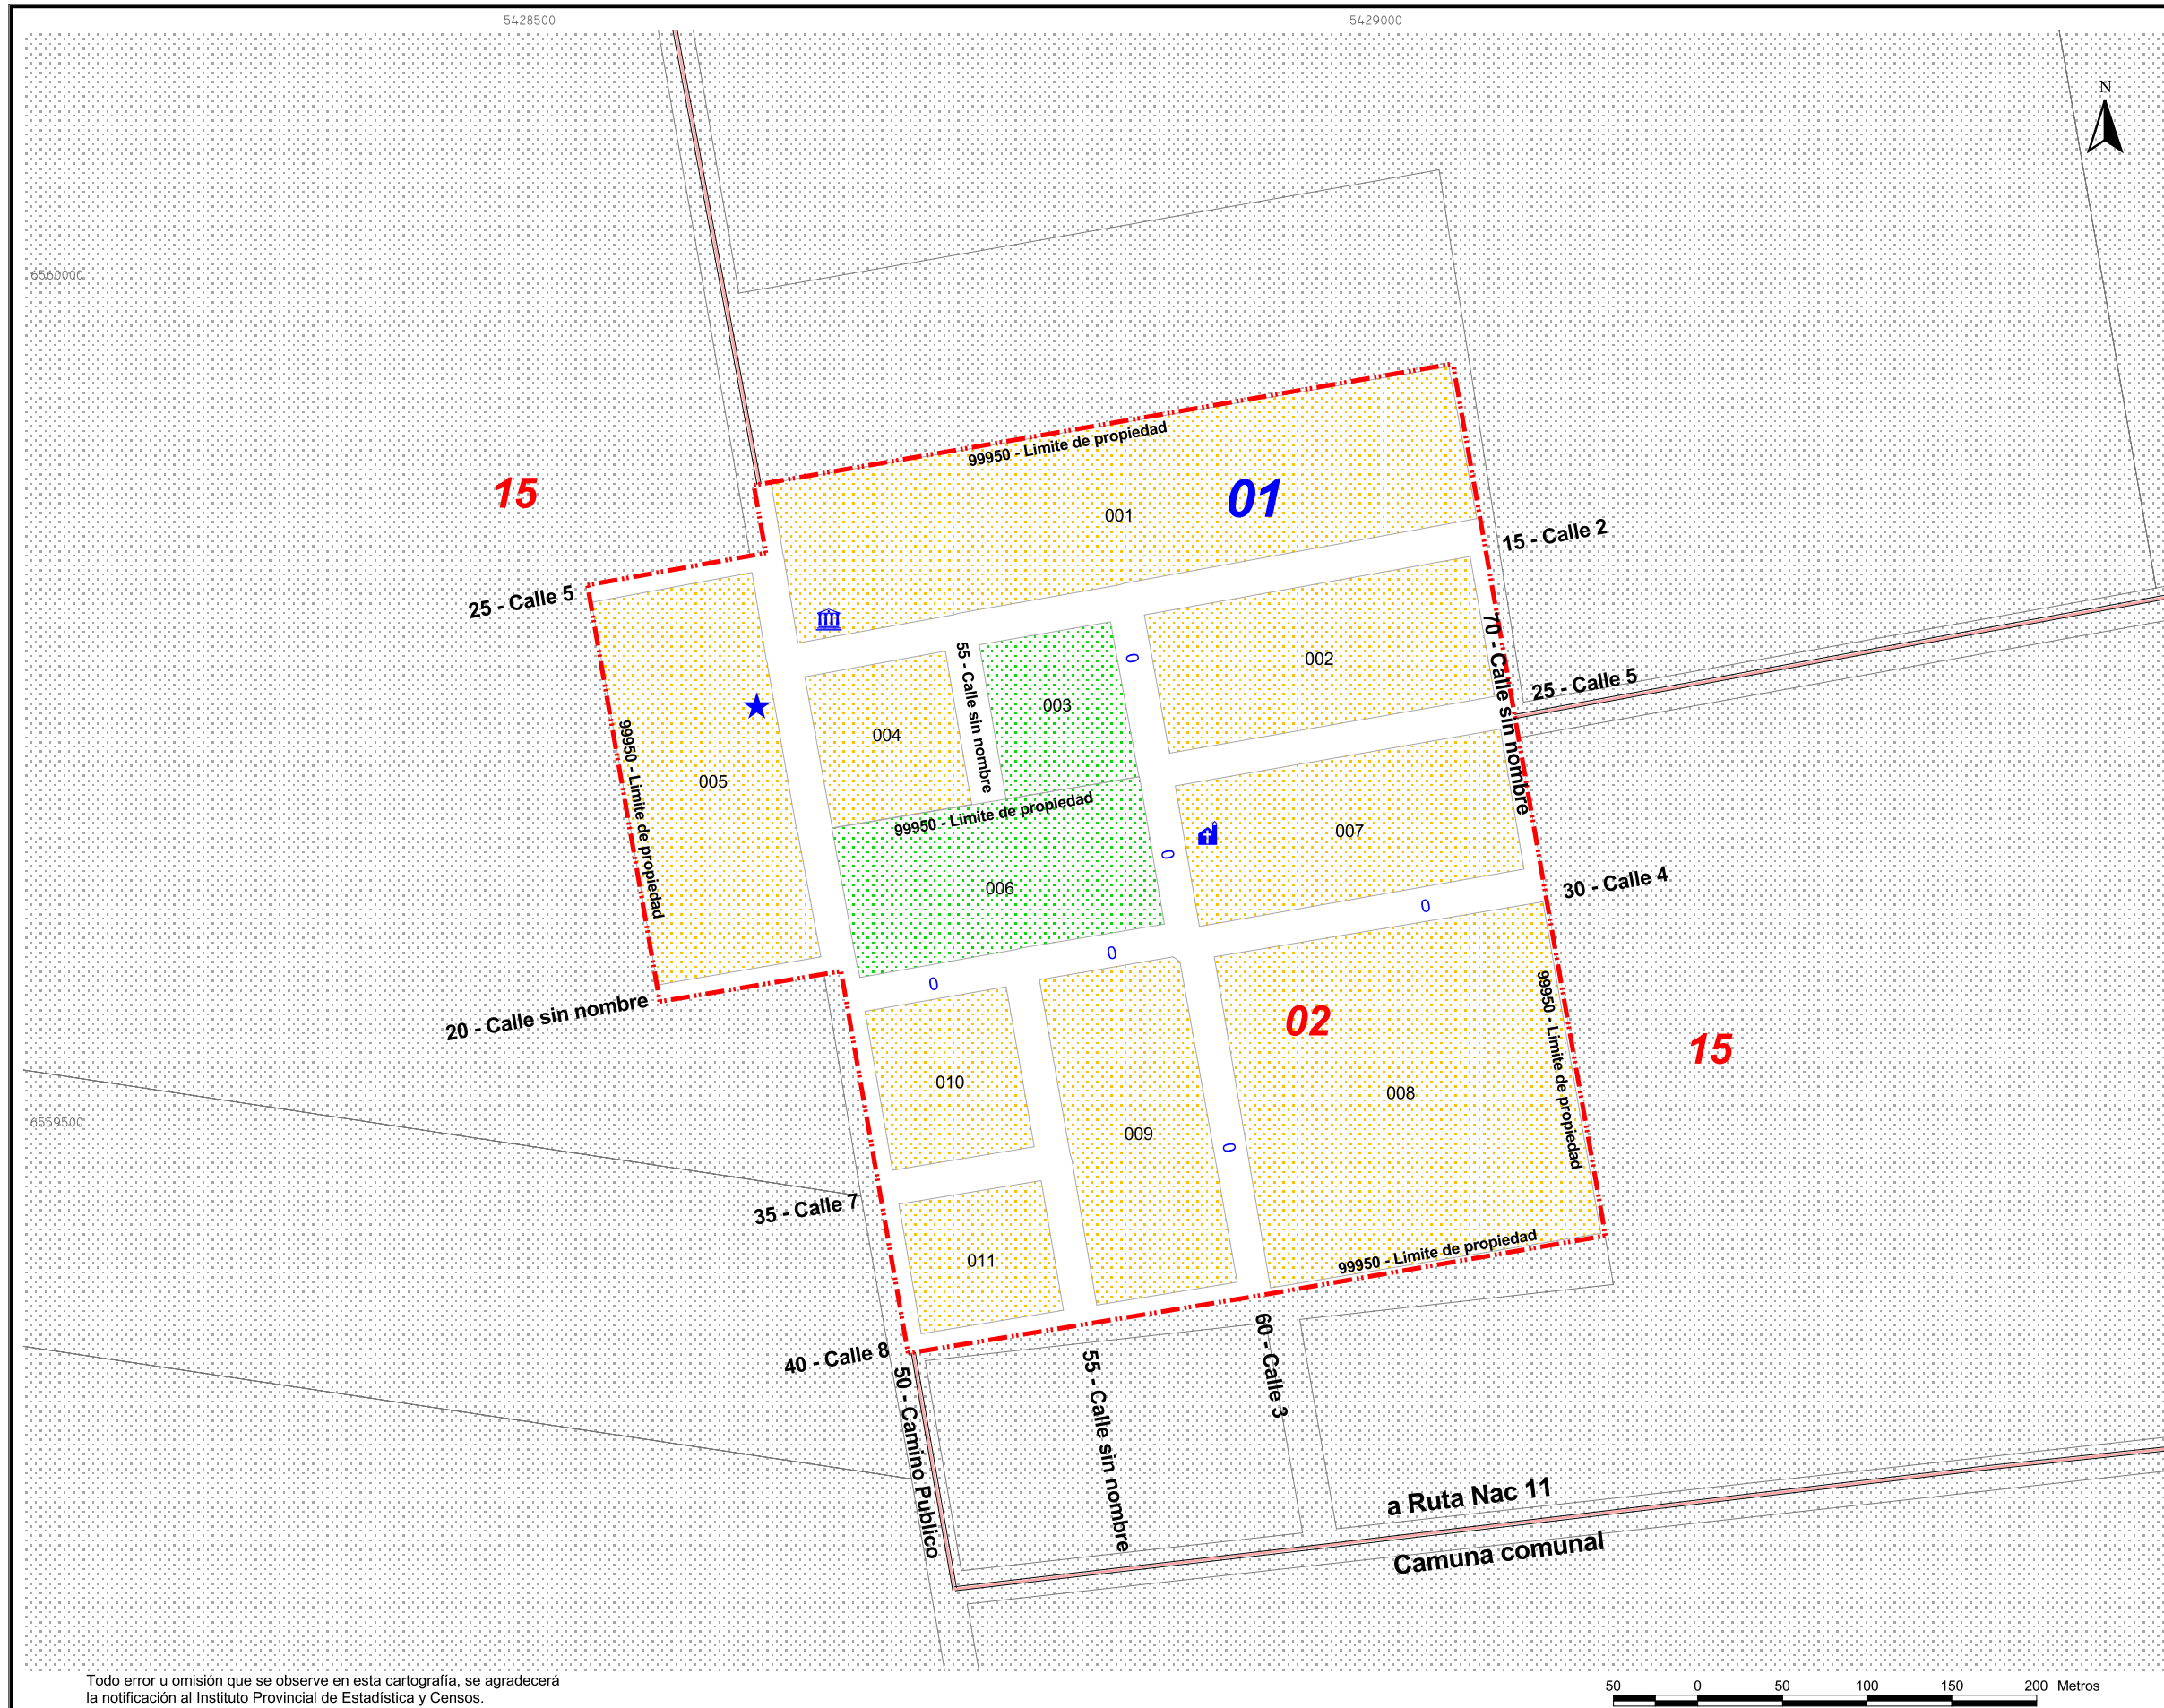 5428500
5429000
N
6560000
99950 - Limite de propiedad
15
01
001
15 - Calle 2
25 - Calle 5
002
70 - Calle sin nombre
25 - Calle 5
55 - Calle sin nombre
0
003
004
99950 - Limite de propiedad
005
99950 - Limite de propiedad
007
0
006
30 - Calle 4
0
0
0
20 - Calle sin nombre
02
99950 - Limite de propiedad
15
010
008
6559500
009
0
35 - Calle 7
011
99950 - Limite de propiedad
40 - Calle 8
60 - Calle 3
50 - Camino Publico
55 - Calle sin nombre
a Ruta Nac 11
Camuna comunal
Todo error u omisión que se observe en esta cartografía, se agradecerá
la notificación al Instituto Provincial de Estadística y Censos.
50 0 50 100 150 200 Metros